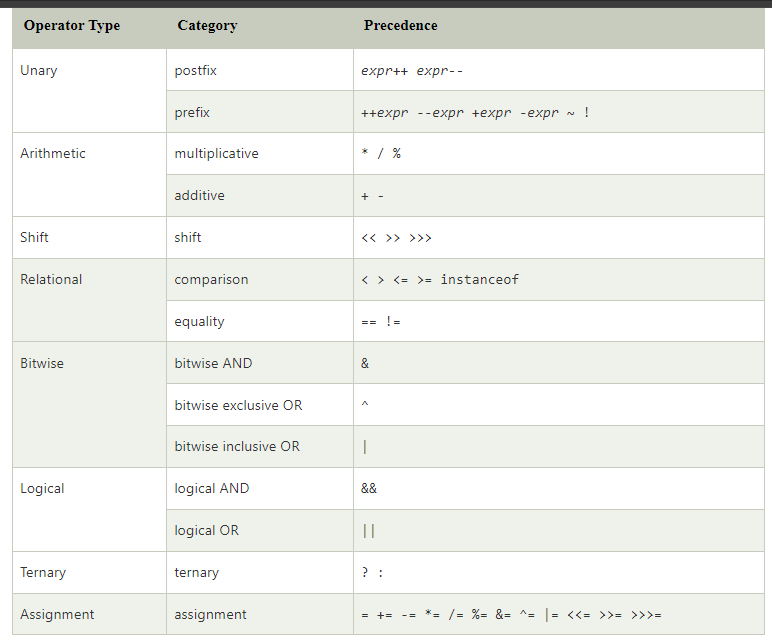 Operator Type Category Precedence
Unary postfix expr++ expr--
prefix ++expr --expr +expr -expr ~ !
Arithmetic multiplicative * / %
additive + -
Shift shift << >> >>>
Relational comparison < > <= >= instanceof
equality == !=
Bitwise bitwise AND &
bitwise exclusive OR ^
bitwise inclusive OR |
Logical logical AND &&
logical OR ||
Ternary ternary ? :
Assignment assignment = += -= *= /= %= &= ^= |= <<= >>= >>>=